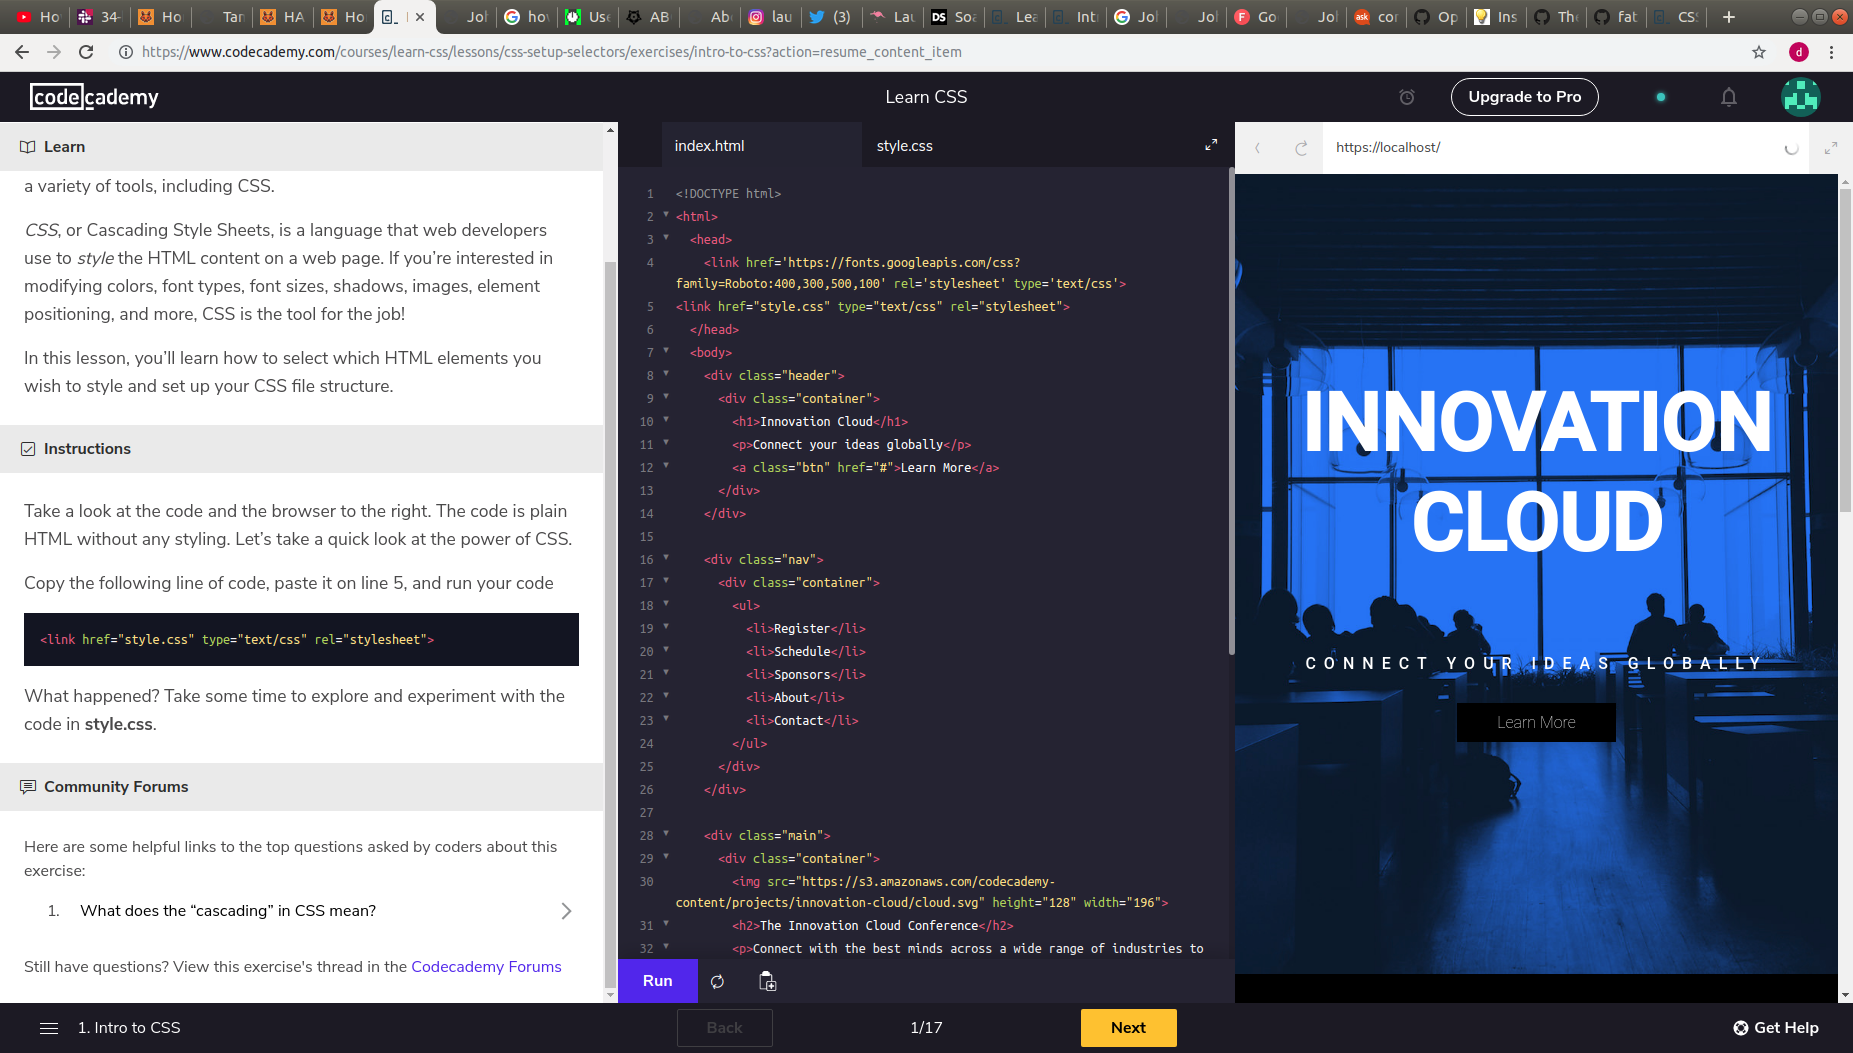 Ho
34-
Ho
Tar
HA
Ho
Jol
hov
Use
AB
Abo
lau
(3)
Lau
DS Soa
Lea
Int
Jol
Jol
Go
Jol
ask cor
Op
Ins
The
fat
CSS
https://www.codecademy.com/courses/learn-css/lessons/css-setup-selectors/exercises/intro-to-css?action=resume_content_item
d
codecademy
Learn CSS
Upgrade to Pro
Learn
a variety of tools, including CSS.
CSS, or Cascading Style Sheets, is a language that web developers
use to style the HTML content on a web page. If you’re interested in
modifying colors, font types, font sizes, shadows, images, element
positioning, and more, CSS is the tool for the job!
In this lesson, you’ll learn how to select which HTML elements you
wish to style and set up your CSS file structure.
Instructions
Take a look at the code and the browser to the right. The code is plain
HTML without any styling. Let’s take a quick look at the power of CSS.
Copy the following line of code, paste it on line 5, and run your code
<link href="style.css" type="text/css" rel="stylesheet">
What happened? Take some time to explore and experiment with the
code in style.css.
Community Forums
Here are some helpful links to the top questions asked by coders about this
exercise:
1. What does the “cascading” in CSS mean?
Still have questions? View this exercise's thread in the Codecademy Forums
index.html
style.css
1 <!DOCTYPE html>
2 <html>
3 <head>
4 <link href='https://fonts.googleapis.com/css?
family=Roboto:400,300,500,100' rel='stylesheet' type='text/css'>
5 <link href="style.css" type="text/css" rel="stylesheet">
6 </head>
7 <body>
8 <div class="header">
9 <div class="container">
10 <h1>Innovation Cloud</h1>
11 <p>Connect your ideas globally</p>
12 <a class="btn" href="#">Learn More</a>
13 </div>
14 </div>
15
16 <div class="nav">
17 <div class="container">
18 <ul>
19 <li>Register</li>
20 <li>Schedule</li>
21 <li>Sponsors</li>
22 <li>About</li>
23 <li>Contact</li>
24 </ul>
25 </div>
26 </div>
27
28 <div class="main">
29 <div class="container">
30 <img src="https://s3.amazonaws.com/codecademy-
content/projects/innovation-cloud/cloud.svg" height="128" width="196">
31 <h2>The Innovation Cloud Conference</h2>
32 <p>Connect with the best minds across a wide range of industries to
Run
https://localhost/
INNOVATION
CLOUD
CONNECT YOUR IDEAS GLOBALLY
Learn More
1. Intro to CSS
Back
1/17
Next
Get Help